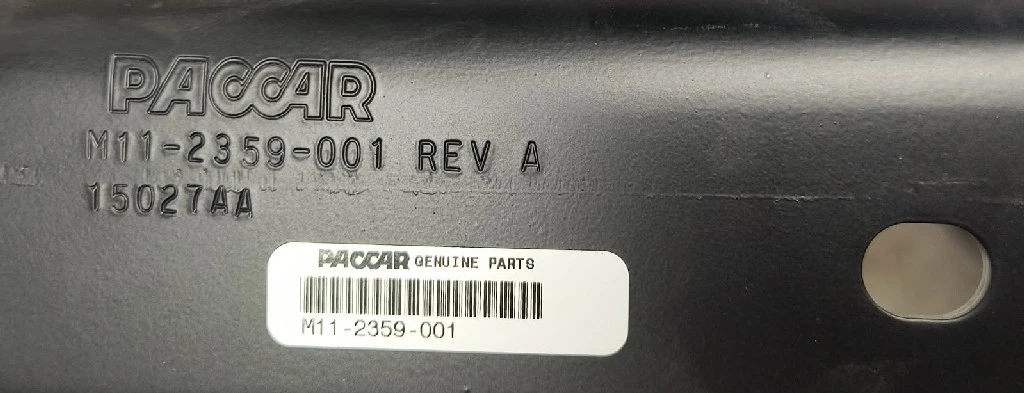 PACCAR
M11-2359-001 REV A
15027AA
PACCAR GENUINE PARTS
M11-2359-001